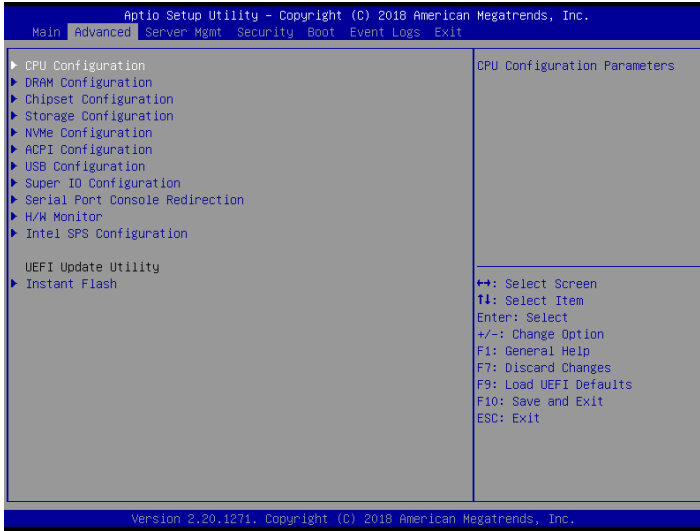 Aptio Setup Utility - Copyright (C) 2018 American Megatrends, Inc.
Main Advanced Server Mgmt Security Boot Event Logs Exit
CPU Configuration
DRAM Configuration
Chipset Configuration
Storage Configuration
NVMe Configuration
ACPI Configuration
USB Configuration
Super IO Configuration
Serial Port Console Redirection
H/W Monitor
Intel SPS Configuration
UEFI Update Utility
Instant Flash
CPU Configuration Parameters
↔: Select Screen
↑↓: Select Item
Enter: Select
+/-: Change Option
F1: General Help
F7: Discard Changes
F9: Load UEFI Defaults
F10: Save and Exit
ESC: Exit
Version 2.20.1271. Copyright (C) 2018 American Megatrends, Inc.